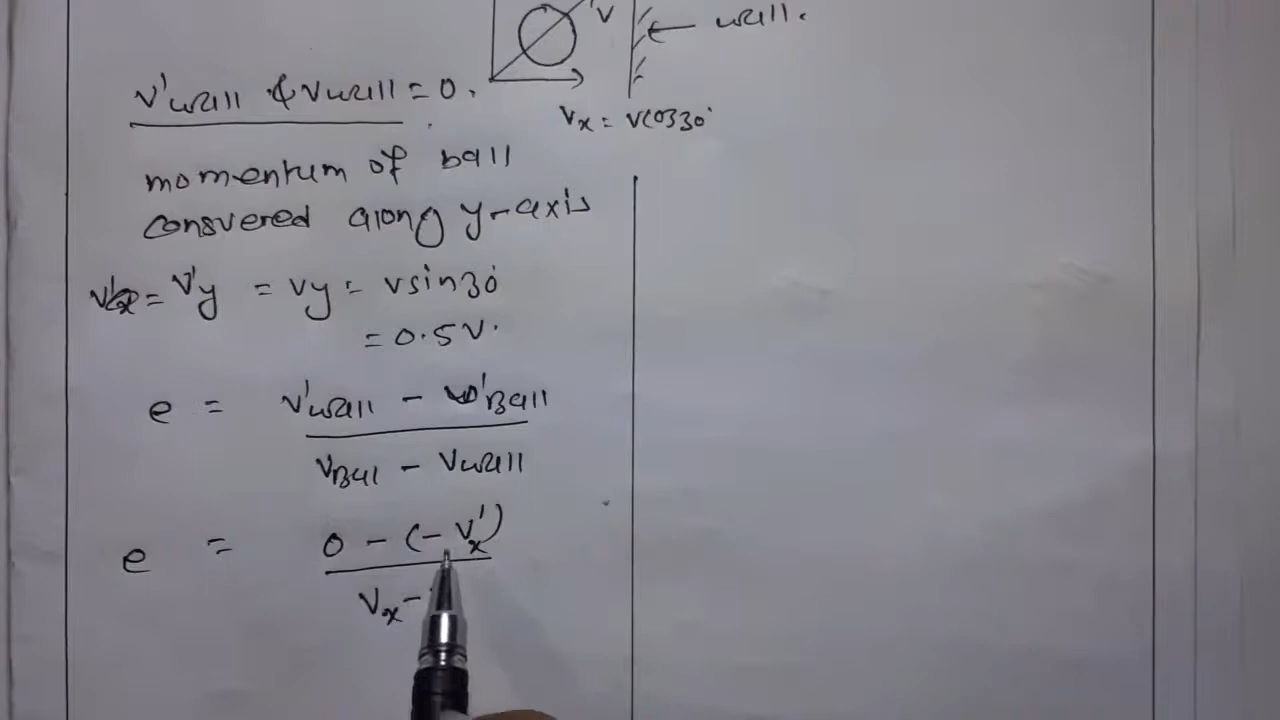 V
wall.
v'wall & vwall = 0.
Vx = vcos30°
momentum of ball
consvered along y-axis
= v'y = vy = vsin30°
= 0.5v.
e = v'wall - v'Ball
VBall - Vwall
e = 0 - (- Vx')
Vx -